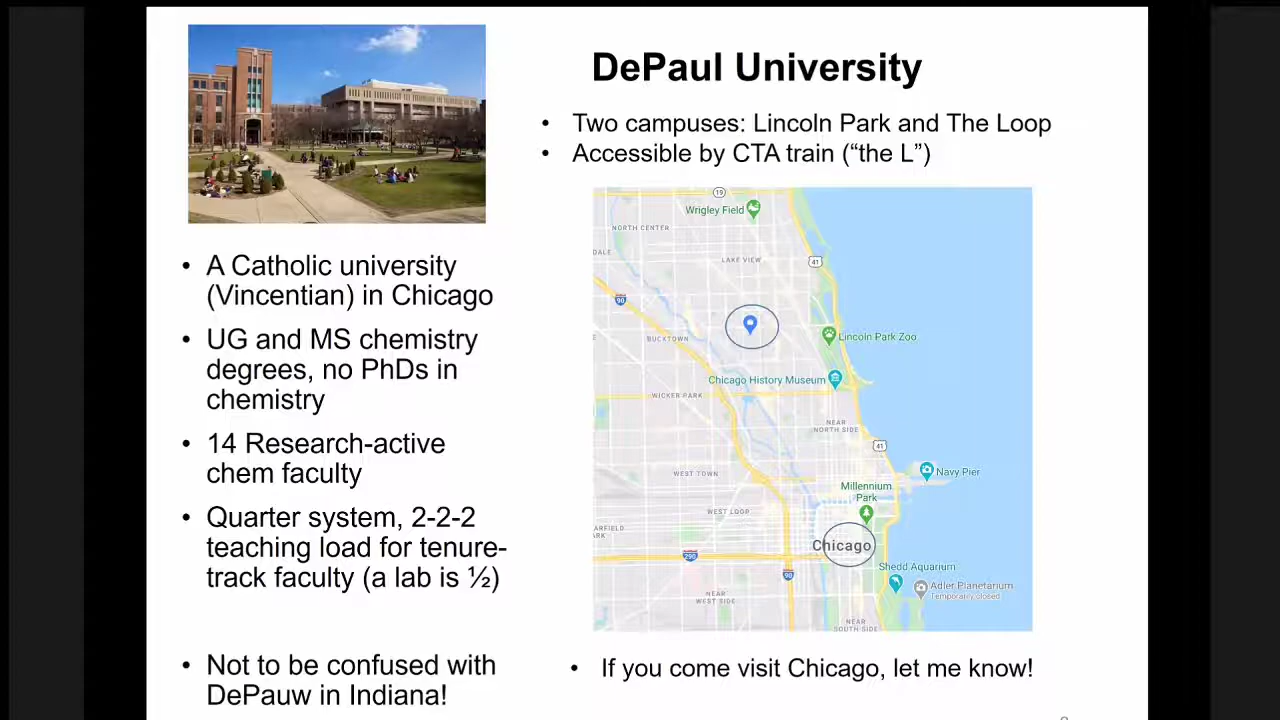 DePaul University
• Two campuses: Lincoln Park and The Loop
• Accessible by CTA train (“the L”)
• A Catholic university
(Vincentian) in Chicago
• UG and MS chemistry
degrees, no PhDs in
chemistry
• 14 Research-active
chem faculty
• Quarter system, 2-2-2
teaching load for tenure-
track faculty (a lab is ½)
• Not to be confused with
DePauw in Indiana!
19
Wrigley Field
NORTH CENTER
DALE
LAKE VIEW
41
90
BUCKTOWN
Lincoln Park Zoo
Chicago History Museum
WICKER PARK
NEAR
NORTH SIDE
41
WEST TOWN
Navy Pier
Millennium
Park
WEST LOOP
ARFIELD
ARK
Chicago
290
90
Shedd Aquarium
Adler Planetarium
Temporarily closed
NEAR
WEST SIDE
NEAR
SOUTH SIDE
• If you come visit Chicago, let me know!